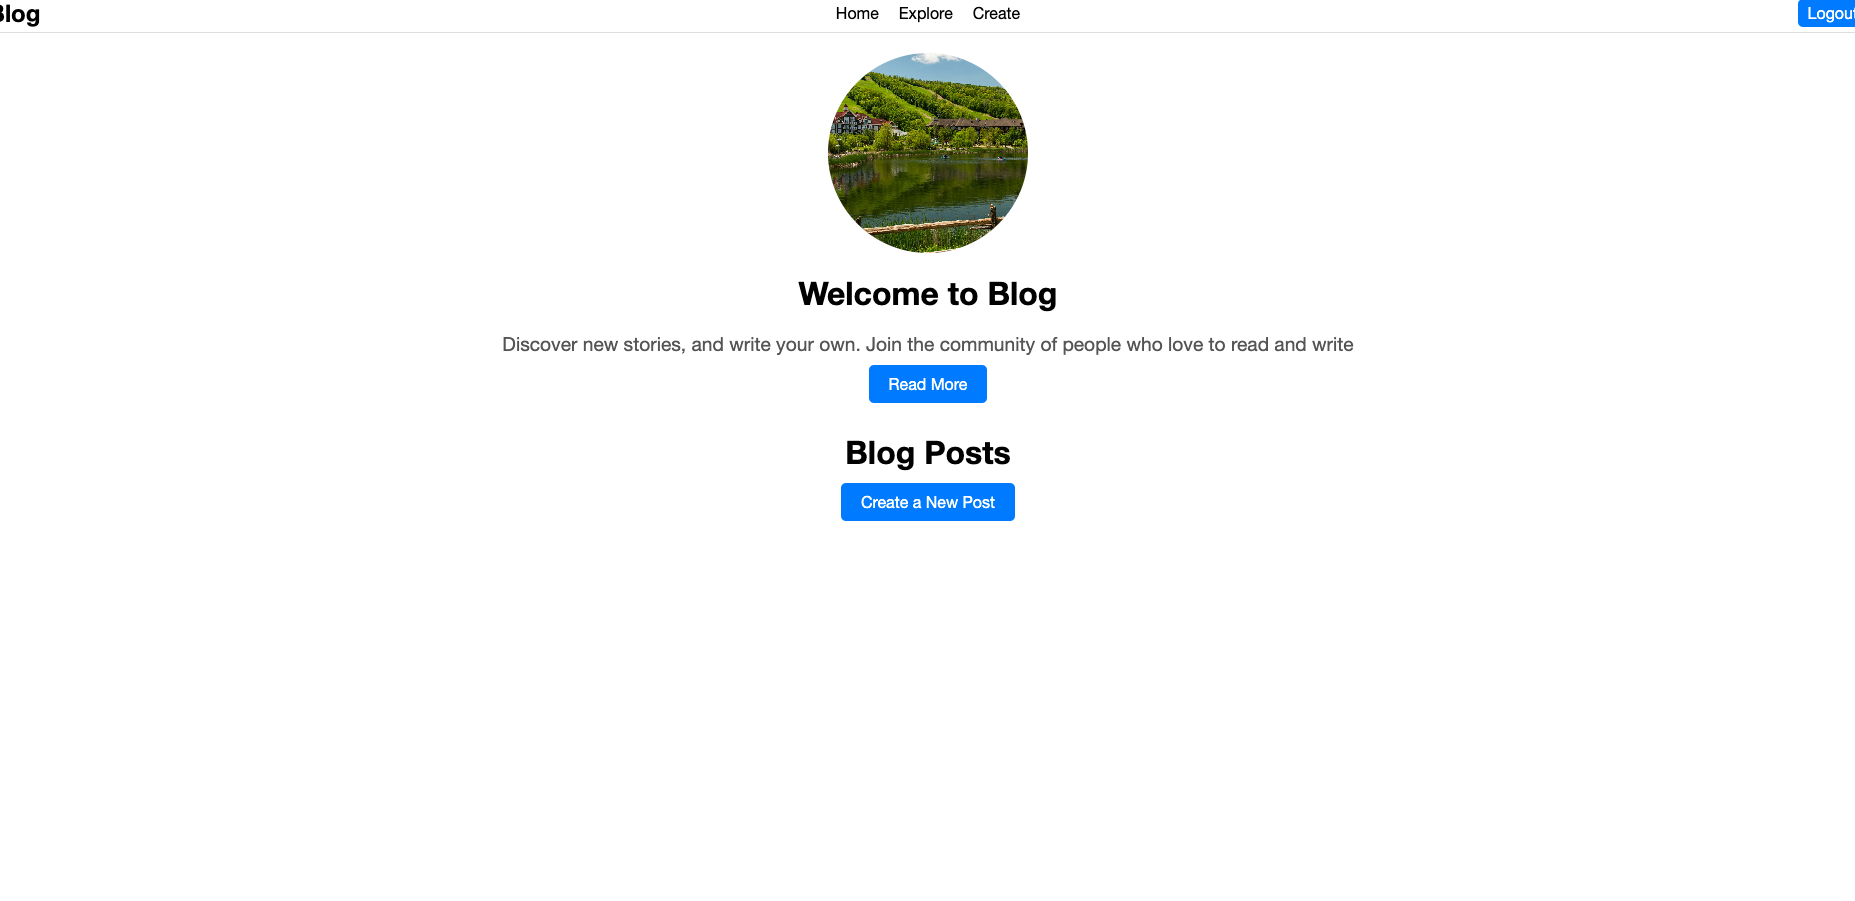 Blog
Home Explore Create
Logout
Welcome to Blog
Discover new stories, and write your own. Join the community of people who love to read and write
Read More
Blog Posts
Create a New Post